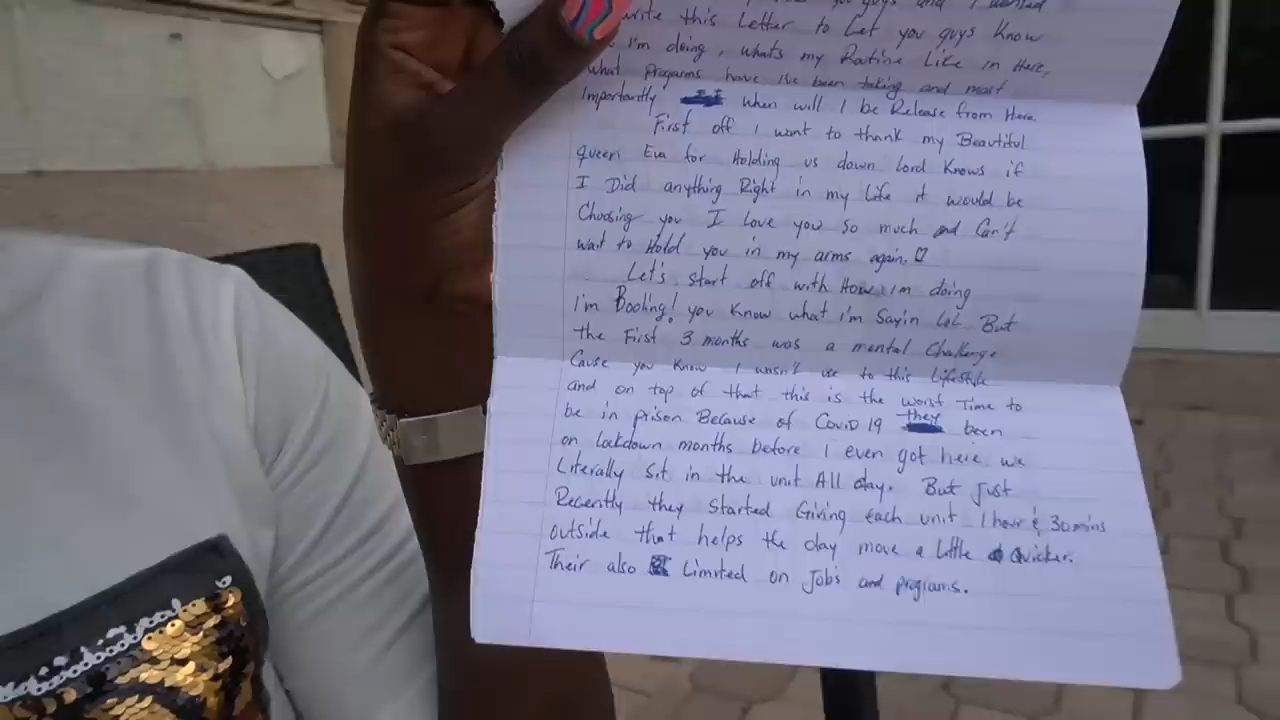 you guys and I wanted
write this Letter to Let you guys Know
I'm doing, whats my Routine Like in Here,
what progarms have ive been taking and most
Importantly when will I be Release from Here.
First off I want to thank my Beautiful
queen Eva for Holding us down Lord Knows if
I Did anything Right in my Life it would be
Choosing you I Love you so much and Can't
wait to Hold you in my arms again. ♡
Let's start off with How im doing
I'm Booling! you Know what i'm Sayin LoL But
the First 3 months was a mental Challenge
Cause you Know I wasn't use to this Lifestyle
and on top of that this is the worst Time to
be in prison Because of CoviD 19 they been
on lockdown months before I even got here we
Literally sit in the unit All day. But Just
Recently they Started Giving each unit 1 hour & 30 mins
outside that helps the day move a Little Quicker.
Their also Limited on Jobs and programs.